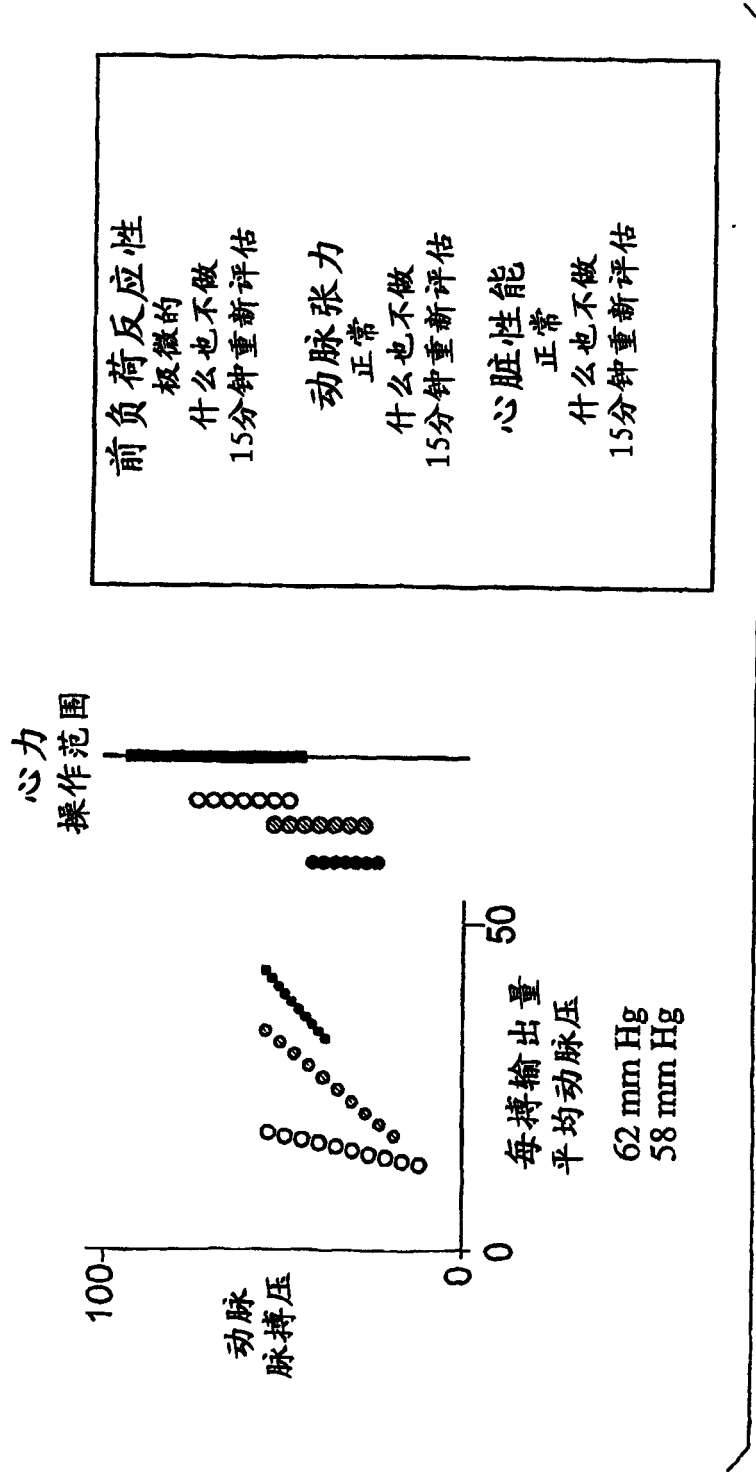 100
动脉
脉搏压
0
0
50
每搏输出量
平均动脉压
62 mm Hg
58 mm Hg
心力
操作范围
前负荷反应性
极微的
什么也不做
15分钟重新评估
动脉张力
正常
什么也不做
15分钟重新评估
心脏性能
正常
什么也不做
15分钟重新评估